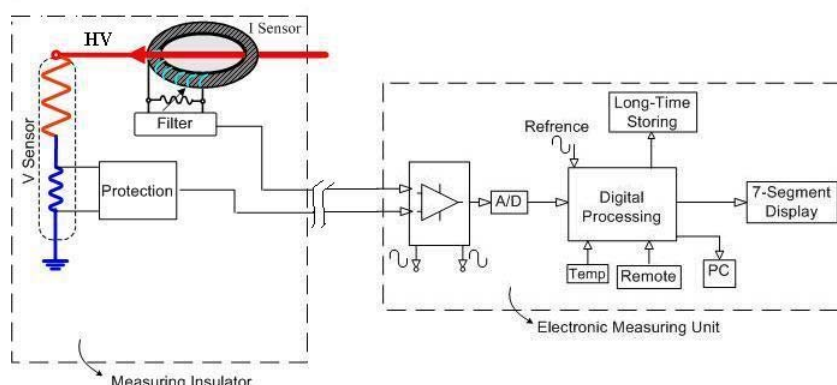 I Sensor
HV
V Sensor
Filter
Protection
Refrence
Long-Time
Storing
A/D
Digital
Processing
7-Segment
Display
Temp
Remote
PC
Electronic Measuring Unit
Measuring Insulator